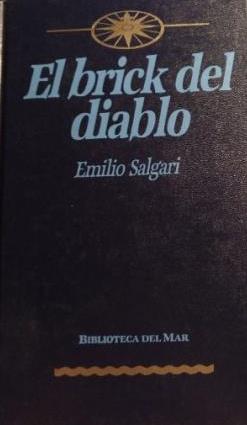 El brick del
diablo
Emilio Salgari
BIBLIOTECA DEL MAR